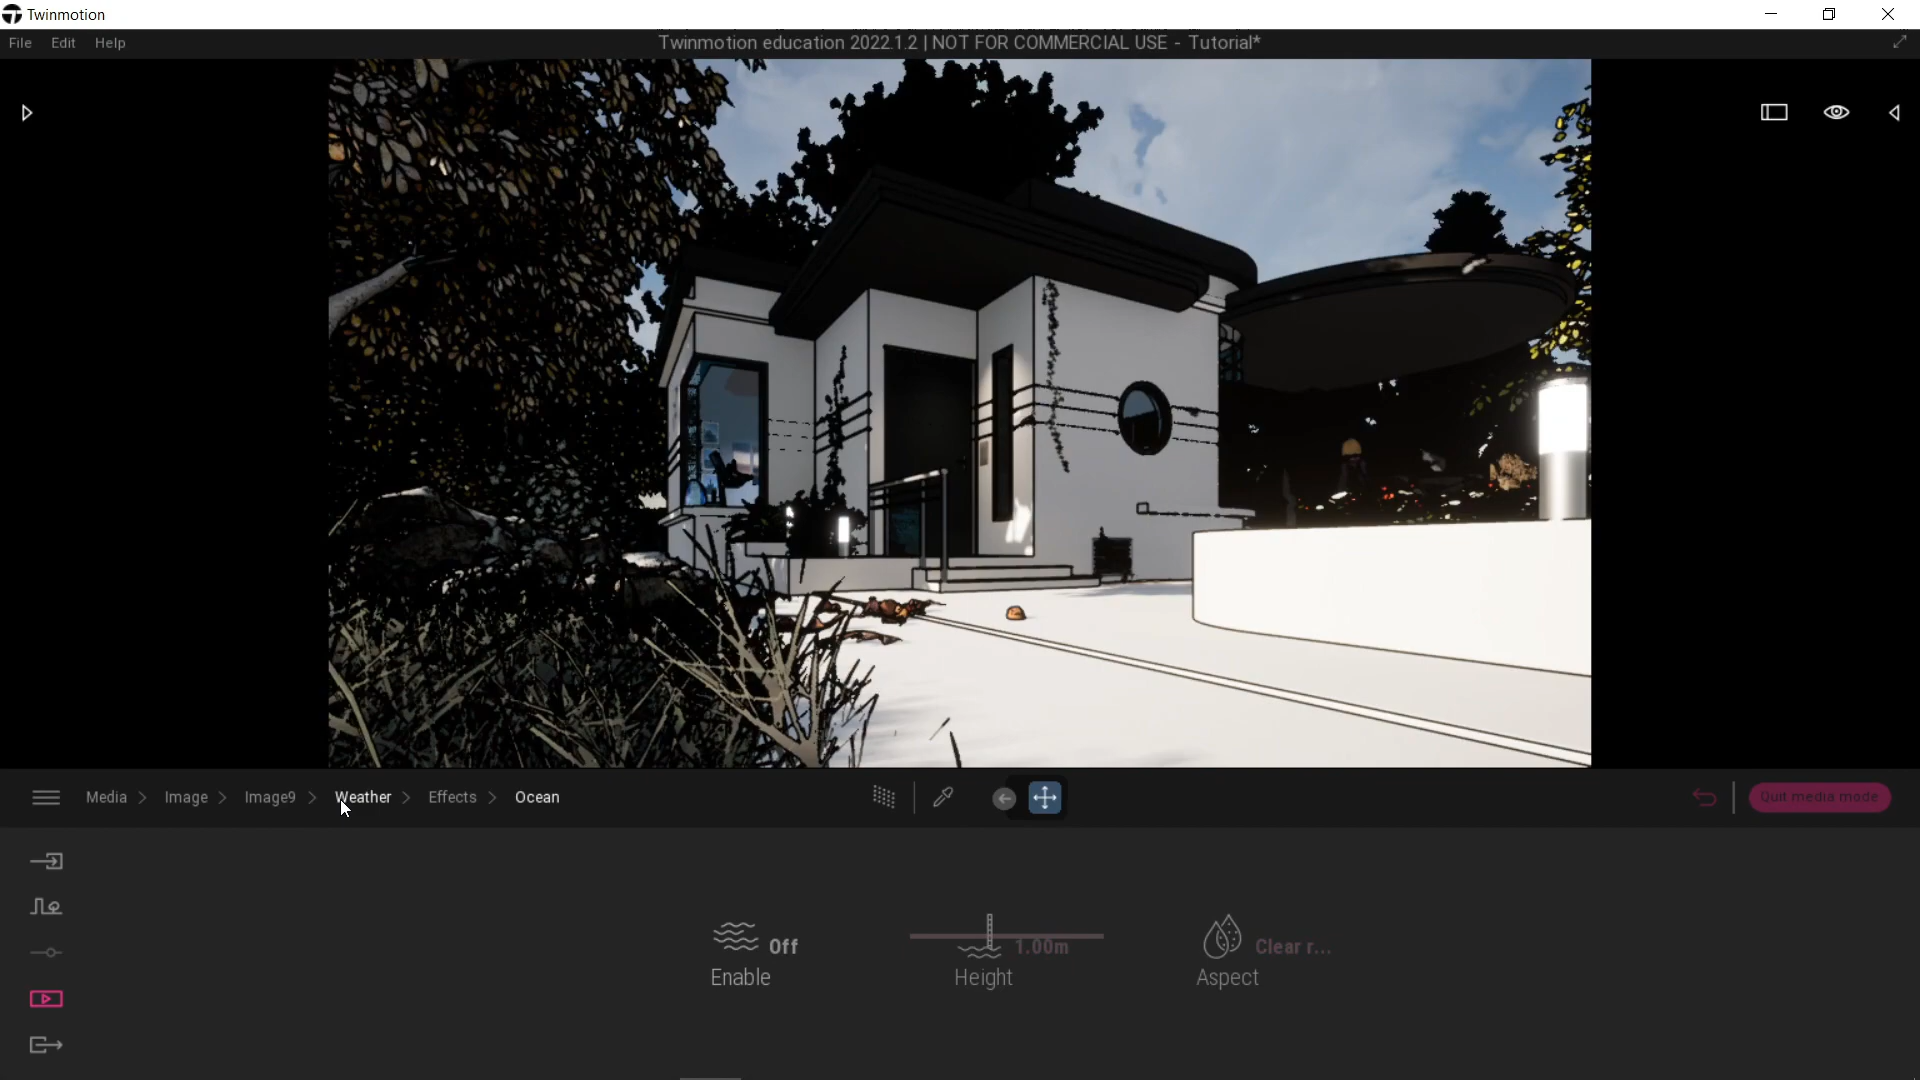 Twinmotion
File Edit Help
Twinmotion education 2022.1.2 | NOT FOR COMMERCIAL USE - Tutorial*
Media > Image > Image9 > Weather > Effects > Ocean
Quit media mode
Off
1.00m
Clear r...
Enable
Height
Aspect